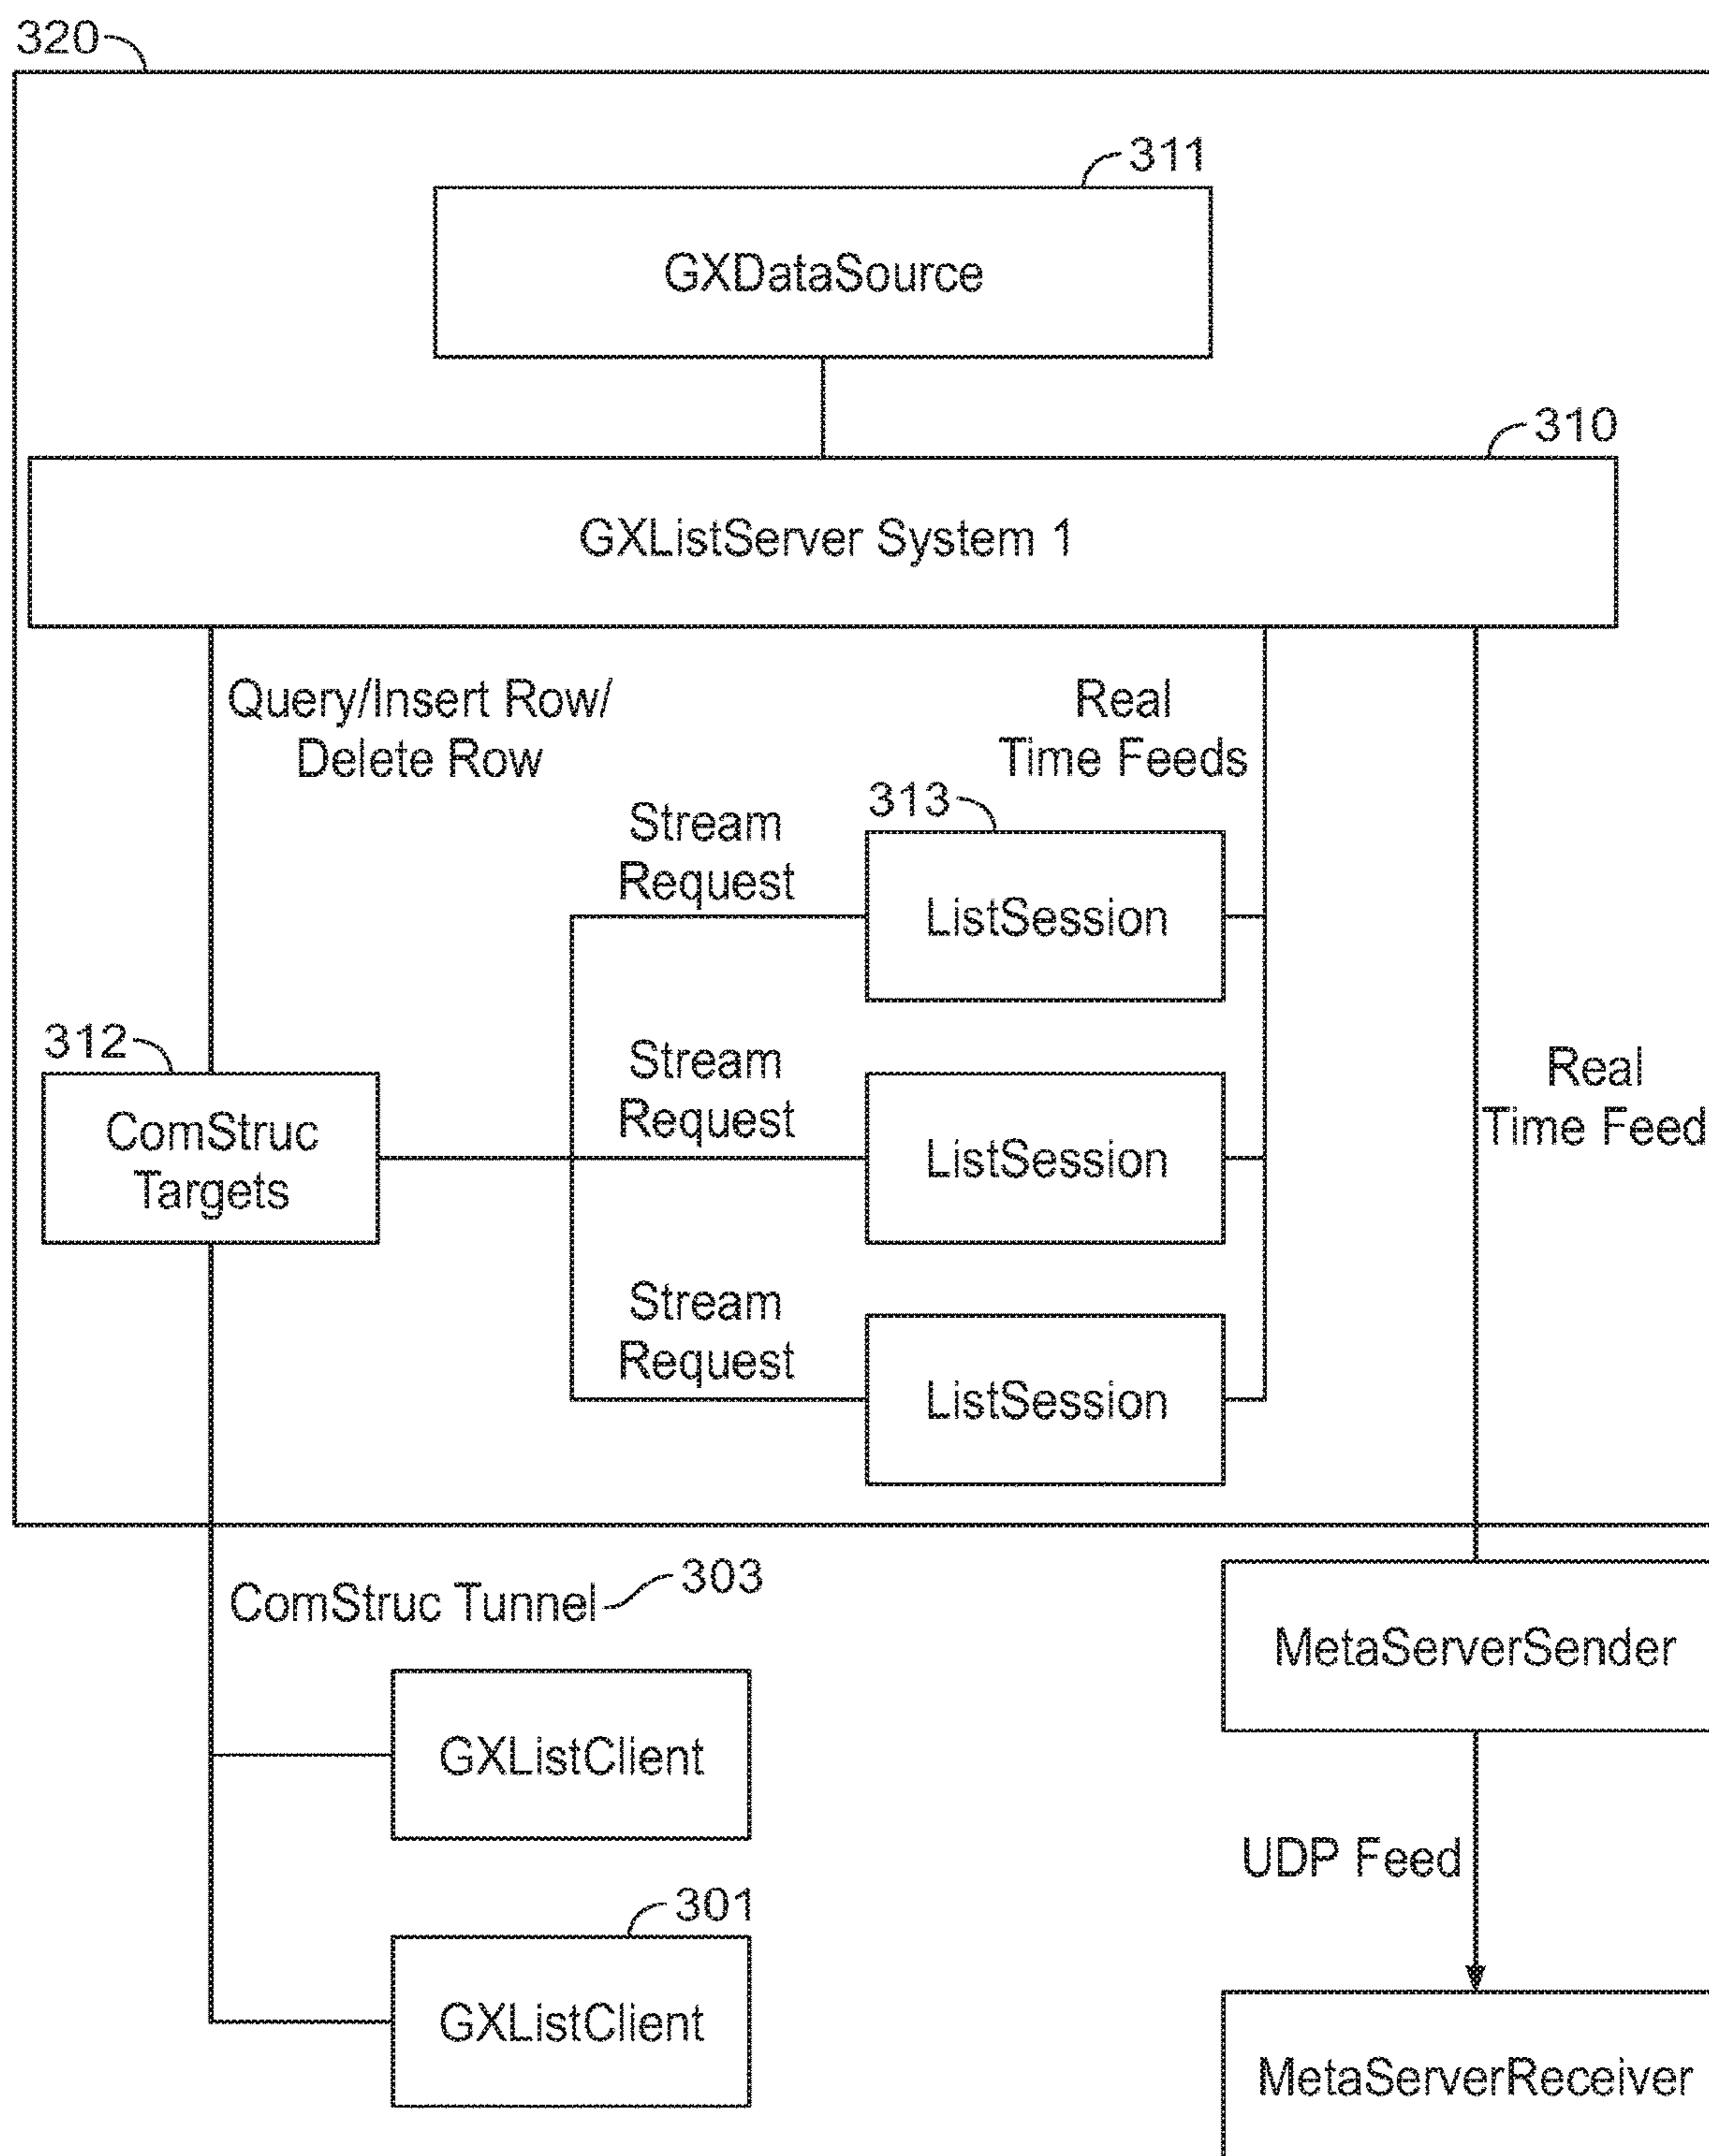 320
311
GXDataSource
310
GXListServer System 1
Query/Insert Row/
Delete Row
Real
Time Feeds
313
Stream
Request
ListSession
312
ComStruc
Targets
Stream
Request
ListSession
Real
Time Feed
Stream
Request
ListSession
ComStruc Tunnel
303
MetaServerSender
GXListClient
UDP Feed
301
GXListClient
MetaServerReceiver